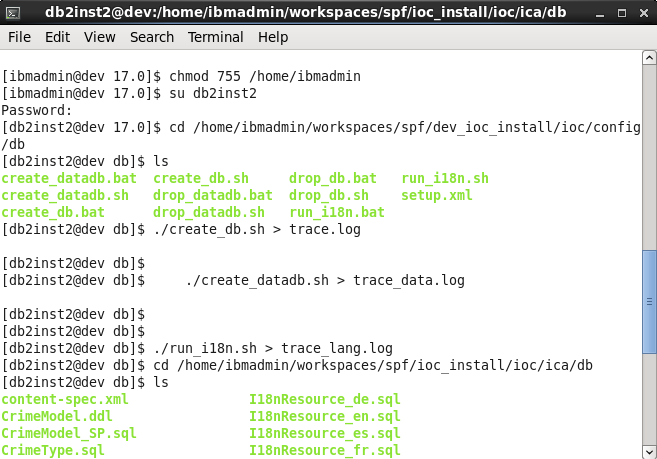 db2inst2@dev:/home/ibmadmin/workspaces/spf/ioc_install/ioc/ica/db
File Edit View Search Terminal Help
[ibmadmin@dev 17.0]$ chmod 755 /home/ibmadmin
[ibmadmin@dev 17.0]$ su db2inst2
Password:
[db2inst2@dev 17.0]$ cd /home/ibmadmin/workspaces/spf/dev_ioc_install/ioc/config
/db
[db2inst2@dev db]$ ls
create_datadb.bat create_db.sh drop_db.bat run_i18n.sh
create_datadb.sh drop_datadb.bat drop_db.sh setup.xml
create_db.bat drop_datadb.sh run_i18n.bat
[db2inst2@dev db]$ ./create_db.sh > trace.log
[db2inst2@dev db]$
[db2inst2@dev db]$ ./create_datadb.sh > trace_data.log
[db2inst2@dev db]$
[db2inst2@dev db]$
[db2inst2@dev db]$ ./run_i18n.sh > trace_lang.log
[db2inst2@dev db]$ cd /home/ibmadmin/workspaces/spf/ioc_install/ioc/ica/db
[db2inst2@dev db]$ ls
content-spec.xml I18nResource_de.sql
CrimeModel.ddl I18nResource_en.sql
CrimeModel_SP.sql I18nResource_es.sql
CrimeType.sql I18nResource_fr.sql